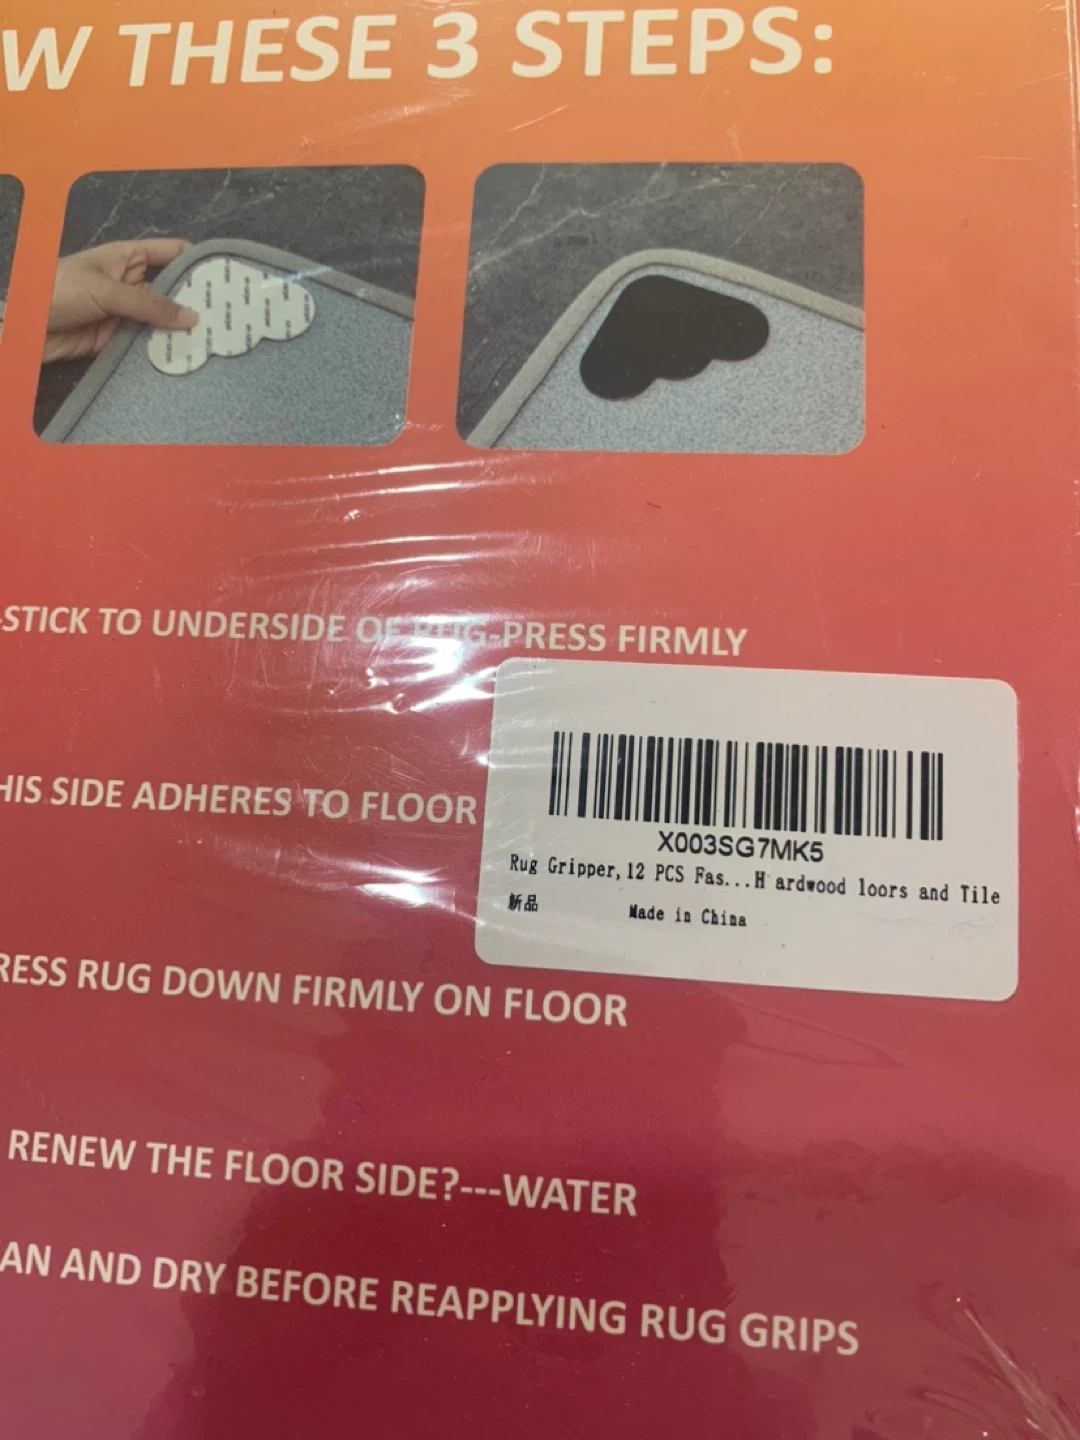 W THESE 3 STEPS:
-STICK TO UNDERSIDE OF RUG-PRESS FIRMLY
HIS SIDE ADHERES TO FLOOR
X003SG7MK5
Rug Gripper,12 PCS Fas...H ardwood loors and Tile
新品 Made in China
RESS RUG DOWN FIRMLY ON FLOOR
RENEW THE FLOOR SIDE?---WATER
AN AND DRY BEFORE REAPPLYING RUG GRIPS